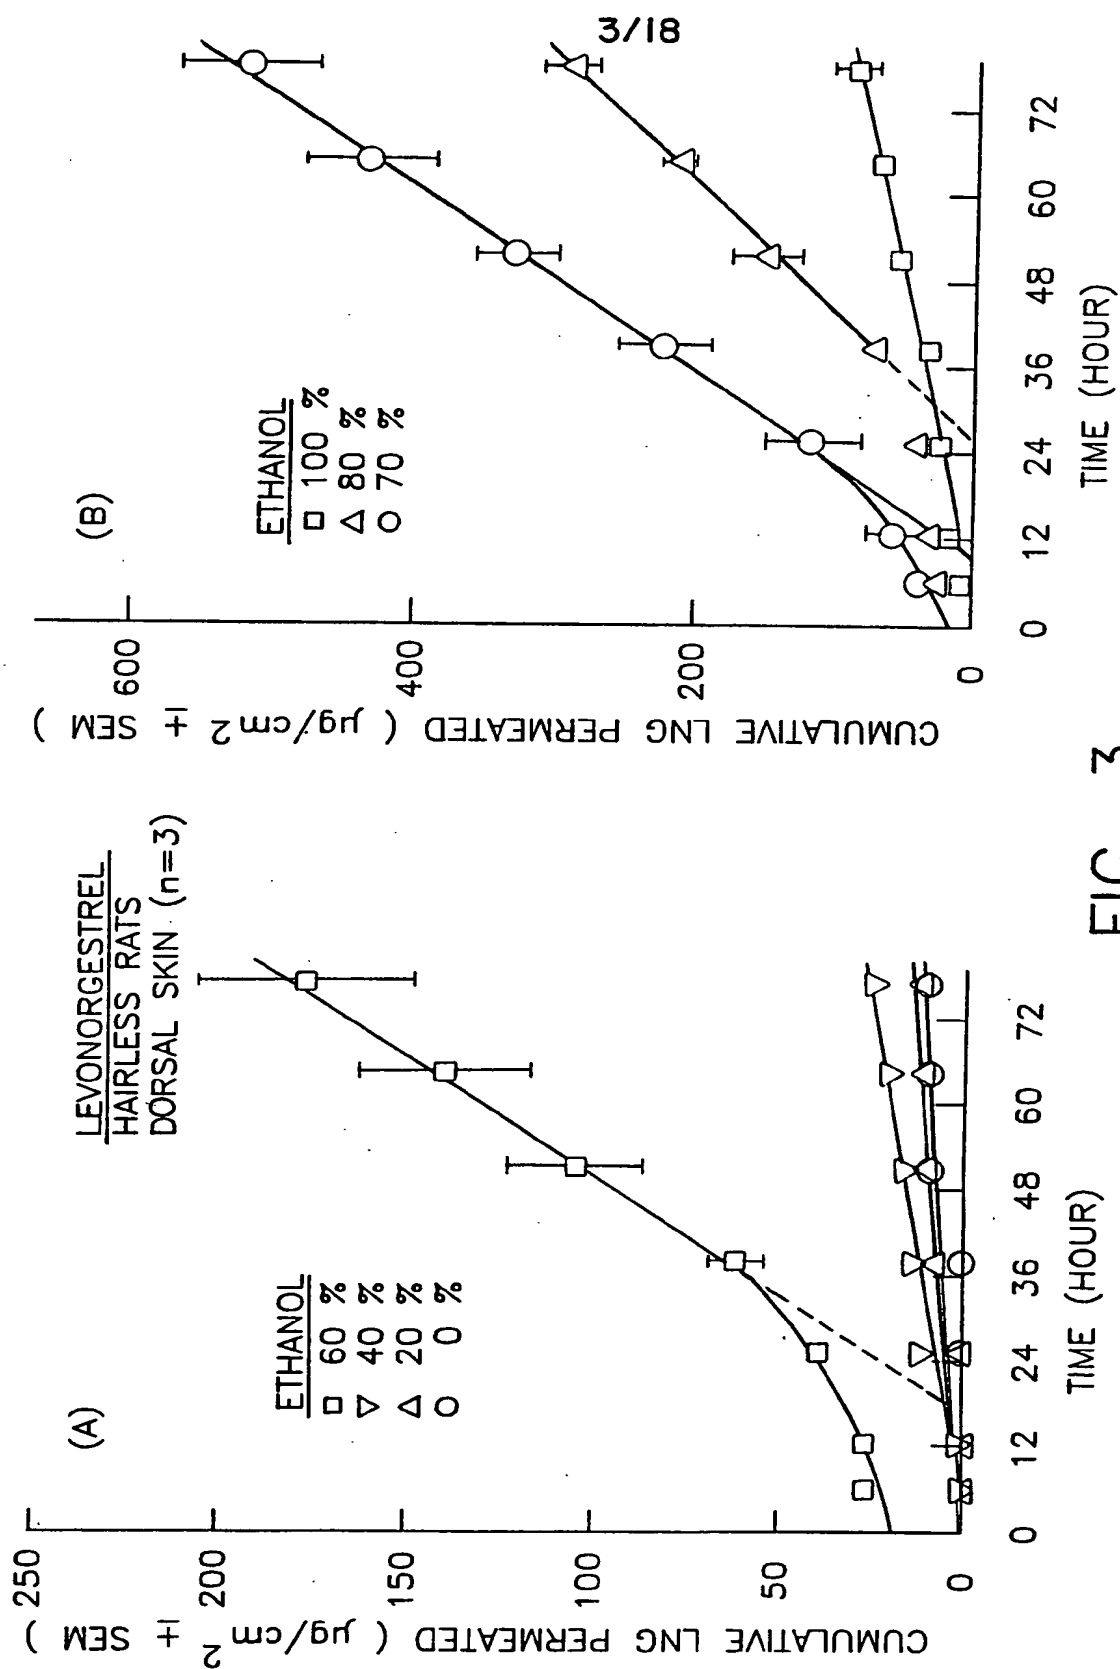 3/18
LEVONORGESTREL
HAIRLESS RATS
DORSAL SKIN (n=3)
(A)
ETHANOL
□ 60 %
▽ 40 %
△ 20 %
○ 0 %
CUMULATIVE LNG PERMEATED ( µg/cm² ± SEM )
250
200
150
100
50
0
0 12 24 36 48 60 72
TIME (HOUR)
(B)
ETHANOL
□ 100 %
△ 80 %
○ 70 %
CUMULATIVE LNG PERMEATED ( µg/cm² ± SEM )
600
400
200
0
0 12 24 36 48 60 72
TIME (HOUR)
FIG. 3